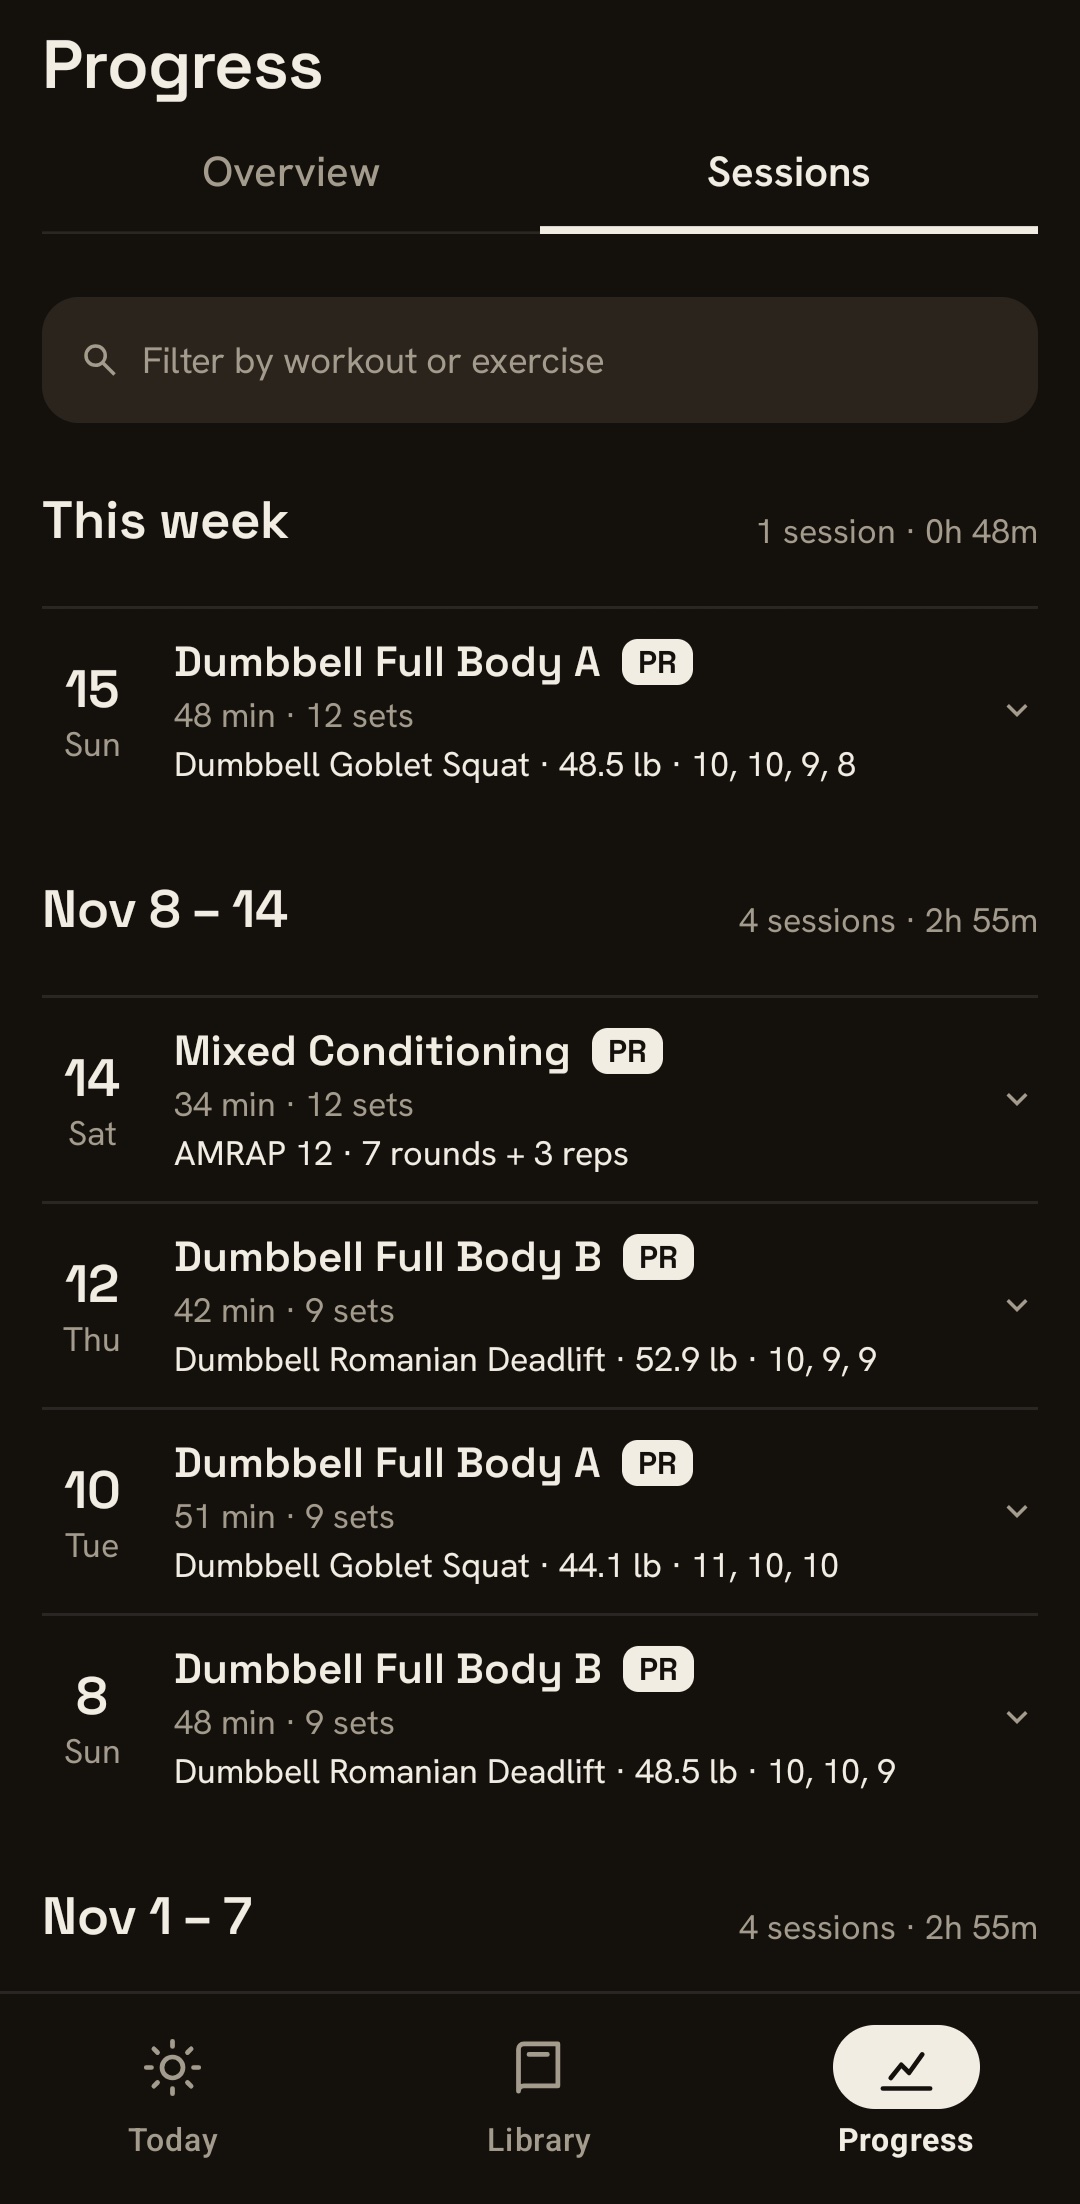 Progress
Overview
Sessions
Filter by workout or exercise
This week
1 session · 0h 48m
15
Sun
Dumbbell Full Body A PR
48 min · 12 sets
Dumbbell Goblet Squat · 48.5 lb · 10, 10, 9, 8
Nov 8 – 14
4 sessions · 2h 55m
14
Sat
Mixed Conditioning PR
34 min · 12 sets
AMRAP 12 · 7 rounds + 3 reps
12
Thu
Dumbbell Full Body B PR
42 min · 9 sets
Dumbbell Romanian Deadlift · 52.9 lb · 10, 9, 9
10
Tue
Dumbbell Full Body A PR
51 min · 9 sets
Dumbbell Goblet Squat · 44.1 lb · 11, 10, 10
8
Sun
Dumbbell Full Body B PR
48 min · 9 sets
Dumbbell Romanian Deadlift · 48.5 lb · 10, 10, 9
Nov 1 – 7
4 sessions · 2h 55m
Today
Library
Progress